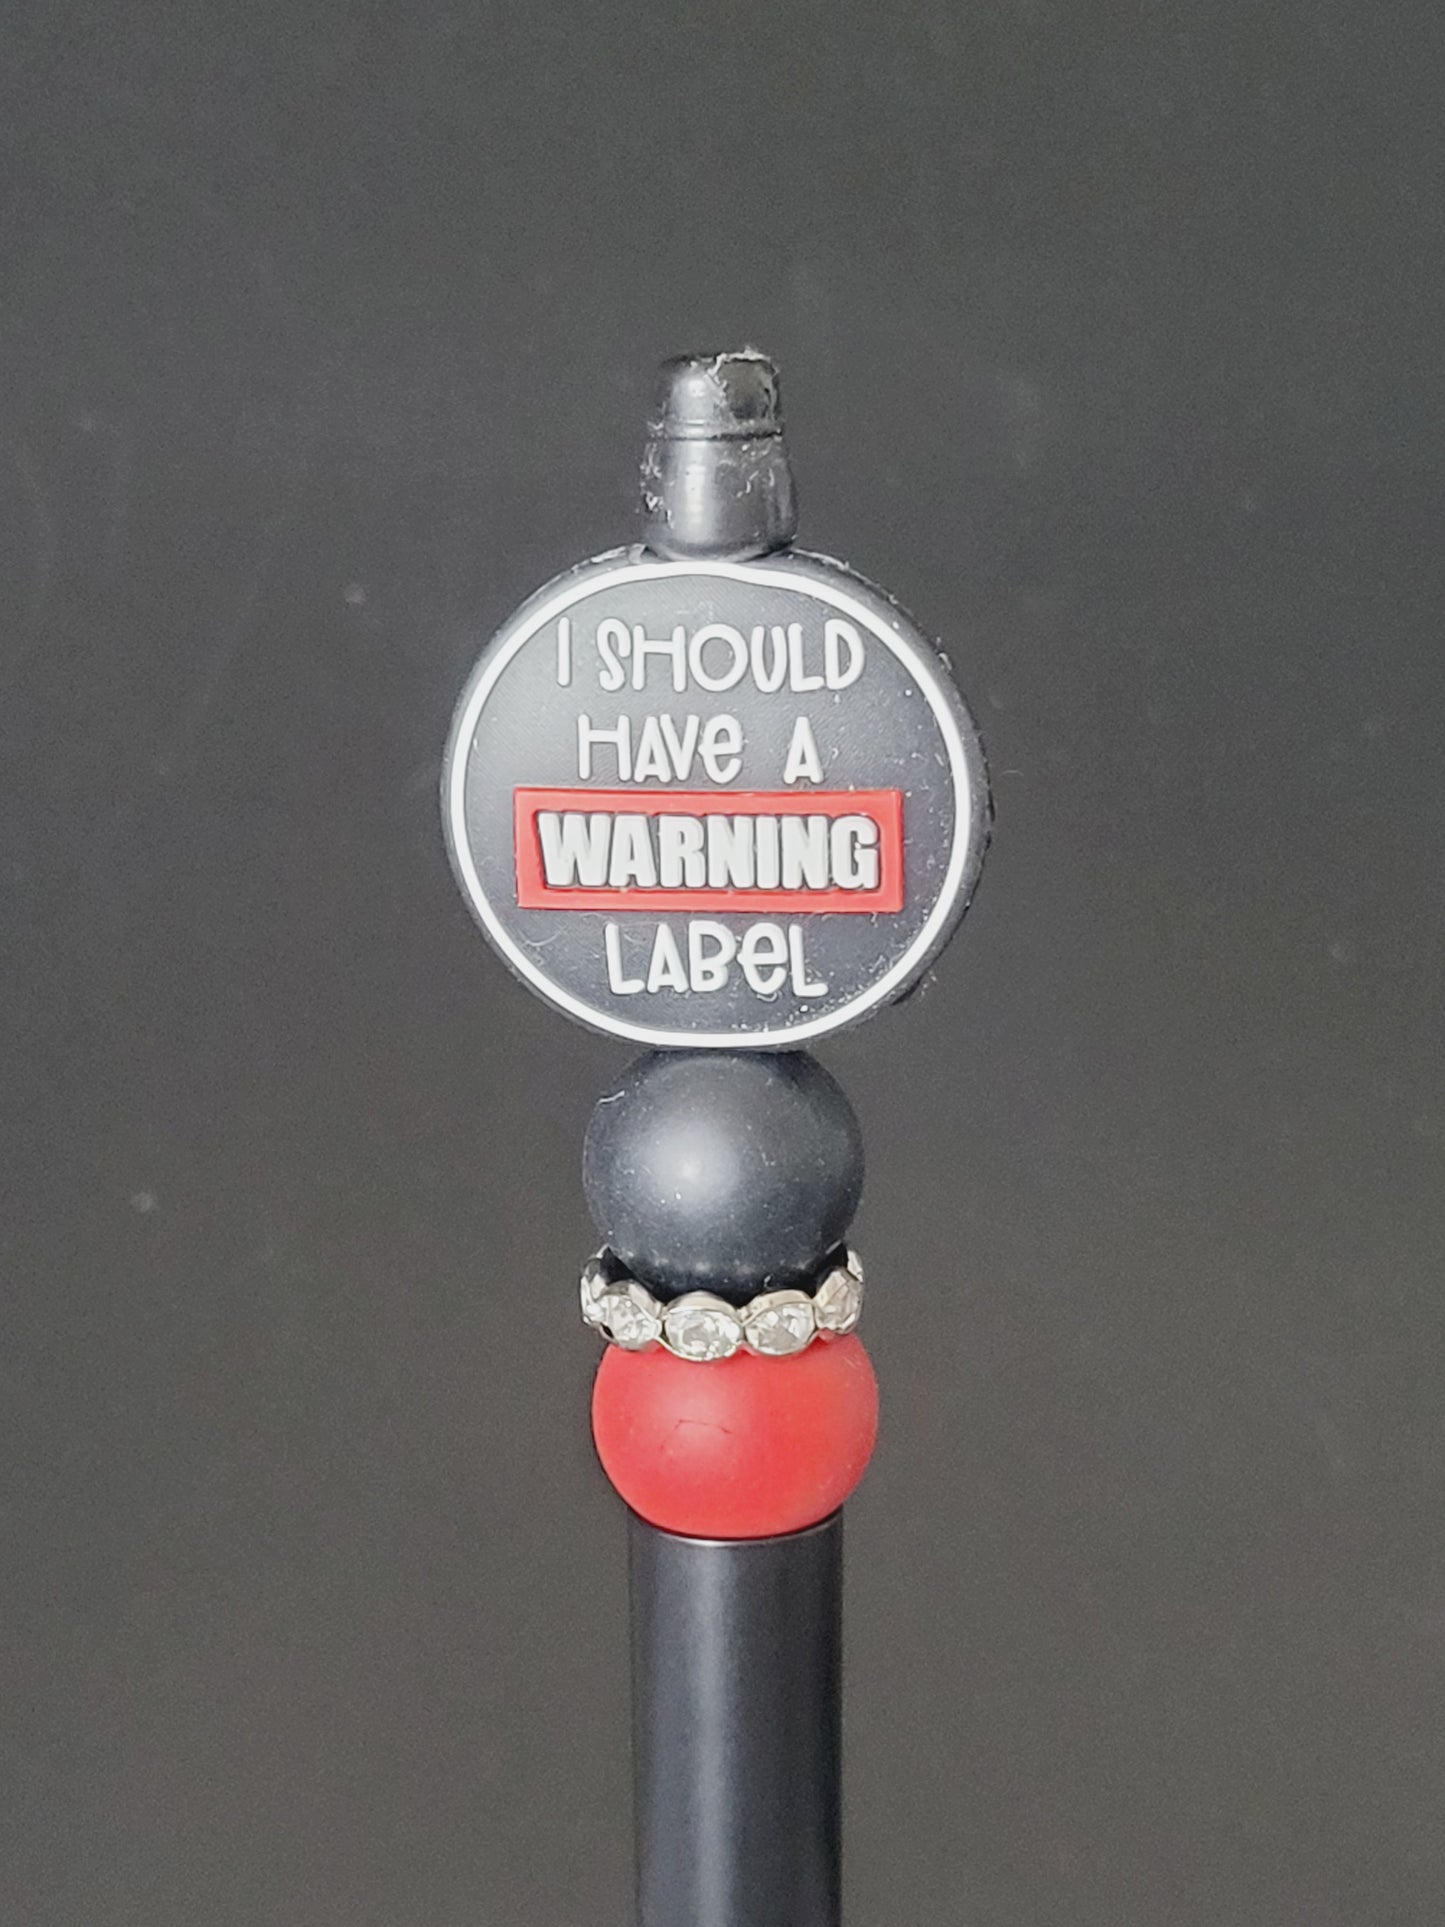 I SHOULD
HAVe A
WARNING
LABeL